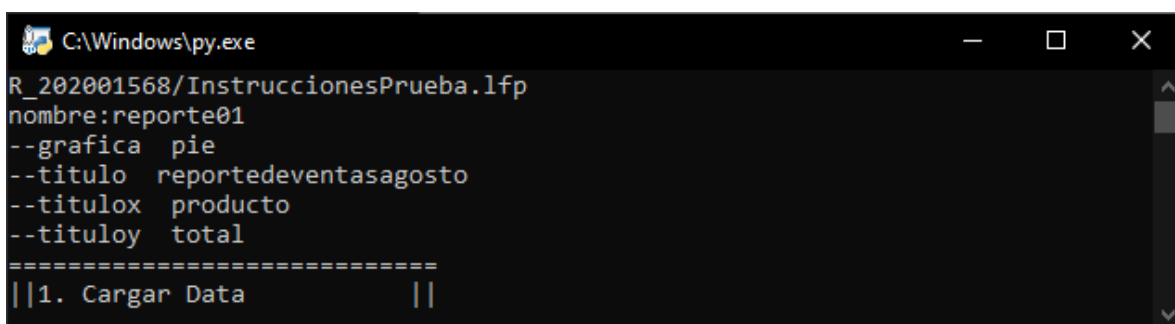 C:\Windows\py.exe
R_202001568/InstruccionesPrueba.lfp
nombre:reporte01
--grafica  pie
--titulo  reportedeventasagosto
--titulox  producto
--tituloy  total
=============================
||1. Cargar Data           ||